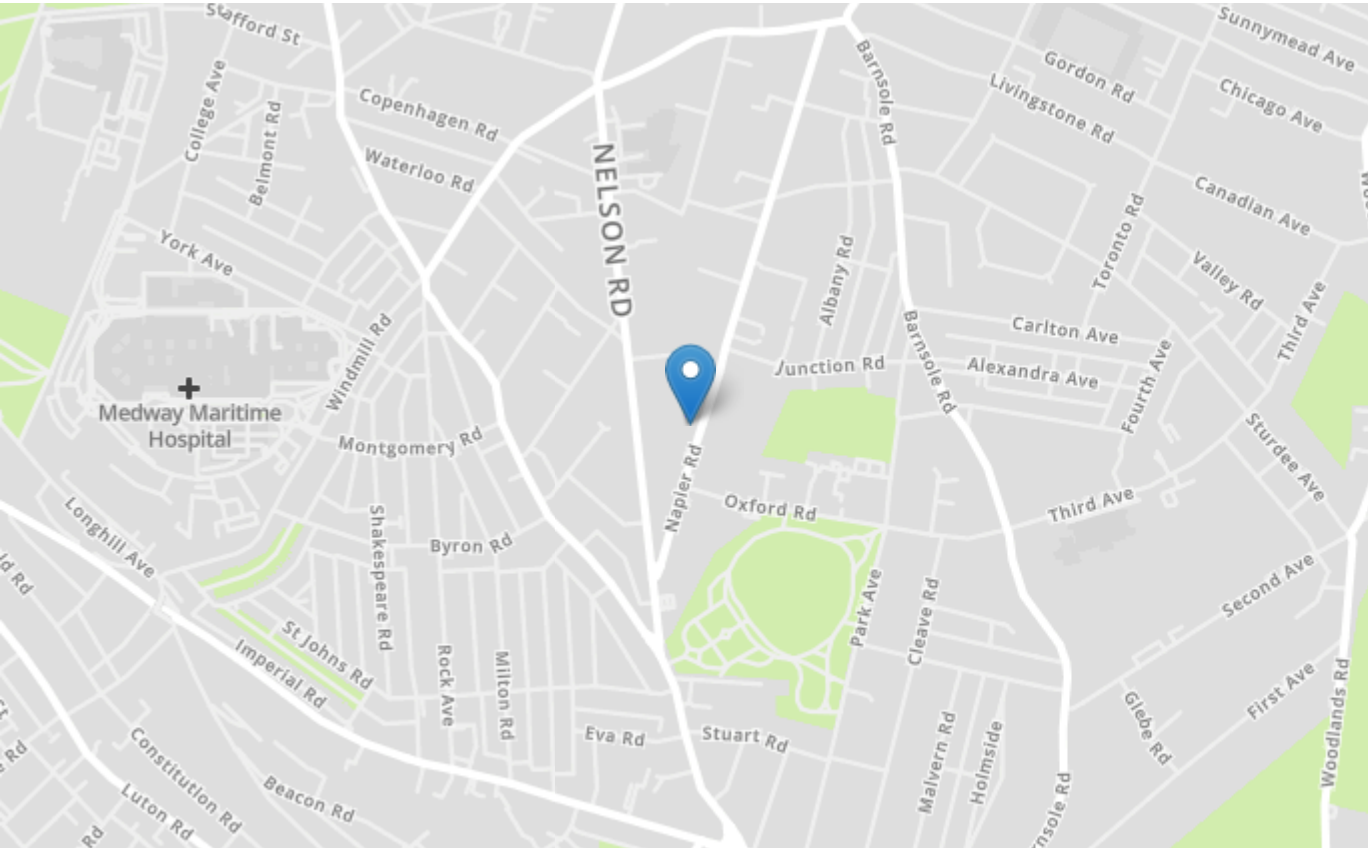 Stafford St
Sunnymead Ave
College Ave
Belmont Rd
Copenhagen Rd
Barnsole Rd
Gordon Rd
Livingstone Rd
Chicago Ave
Waterloo Rd
NELSON RD
Canadian Ave
York Ave
Toronto Rd
Albany Rd
Valley Rd
Third Ave
Windmill Rd
Carlton Ave
Barnsole Rd
Junction Rd
Alexandra Ave
Fourth Ave
Medway Maritime
Hospital
Montgomery Rd
Napier Rd
Sturdee Ave
Longhill Ave
Shakespeare Rd
Oxford Rd
Third Ave
Byron Rd
Rd
Second Ave
Park Ave
Cleave Rd
St Johns Rd
Imperial Rd
Rock Ave
Milton Rd
First Ave
Woodlands Rd
Glebe Rd
Eva Rd
Stuart Rd
Malvern Rd
Holmside
Rd
Constitution Rd
Beacon Rd
Luton Rd
Rd
nsole Rd